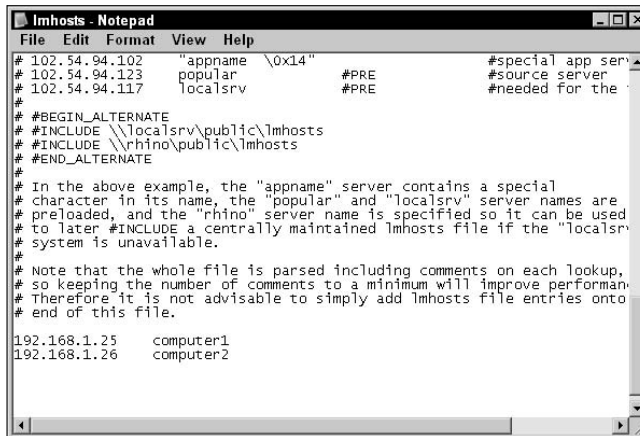 lmhosts - Notepad
File Edit Format View Help
# 102.54.94.102 "appname \0x14" #special app serv
# 102.54.94.123 popular #PRE #source server
# 102.54.94.117 localsrv #PRE #needed for the
#
# #BEGIN_ALTERNATE
# #INCLUDE \\localsrv\public\lmhosts
# #INCLUDE \\rhino\public\lmhosts
# #END_ALTERNATE
#
# In the above example, the "appname" server contains a special
# character in its name, the "popular" and "localsrv" server names are
# preloaded, and the "rhino" server name is specified so it can be used
# to later #INCLUDE a centrally maintained lmhosts file if the "localsrv
# system is unavailable.
#
# Note that the whole file is parsed including comments on each lookup,
# so keeping the number of comments to a minimum will improve performan
# Therefore it is not advisable to simply add lmhosts file entries onto
# end of this file.
192.168.1.25 computer1
192.168.1.26 computer2